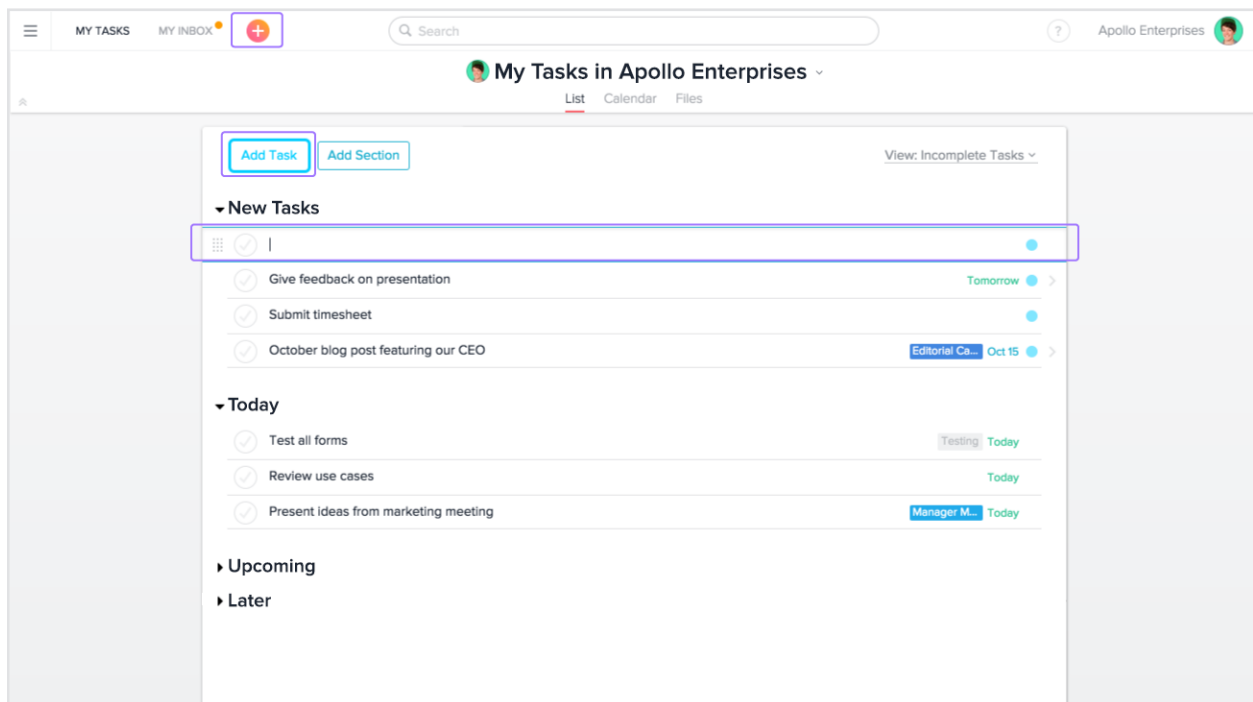 MY TASKS MY INBOX + Search ? Apollo Enterprises
My Tasks in Apollo Enterprises
List Calendar Files
Add Task Add Section View: Incomplete Tasks
New Tasks
Give feedback on presentation Tomorrow
Submit timesheet
October blog post featuring our CEO Editorial Ca... Oct 15
Today
Test all forms Testing Today
Review use cases Today
Present ideas from marketing meeting Manager M... Today
Upcoming
Later